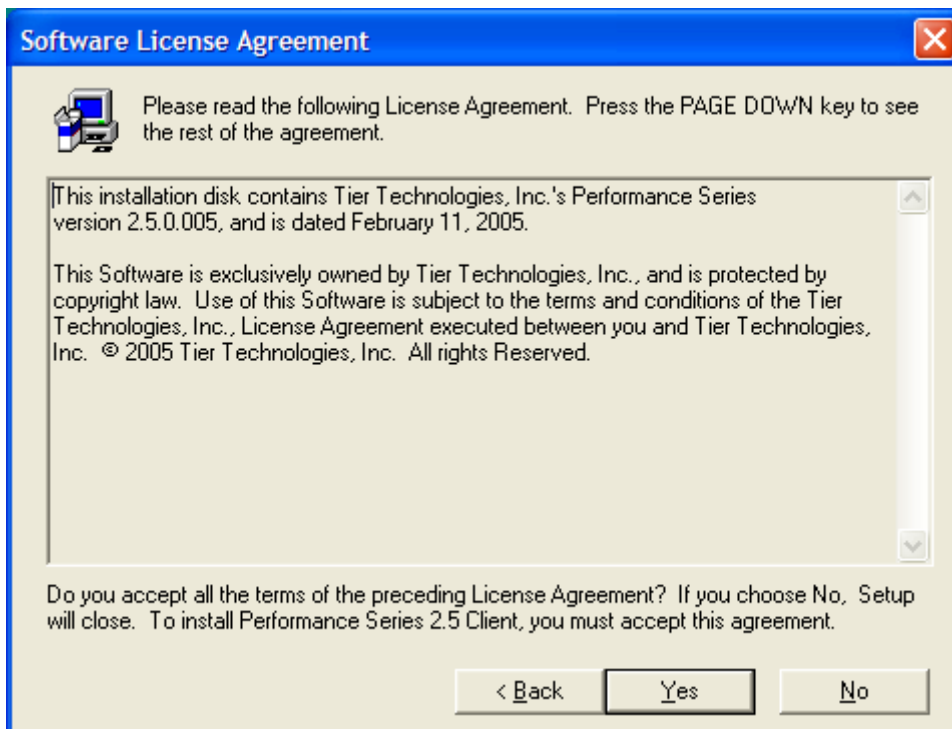 Software License Agreement
Please read the following License Agreement.  Press the PAGE DOWN key to see
the rest of the agreement.
This installation disk contains Tier Technologies, Inc.'s Performance Series
version 2.5.0.005, and is dated February 11, 2005.
This Software is exclusively owned by Tier Technologies, Inc., and is protected by
copyright law.  Use of this Software is subject to the terms and conditions of the Tier
Technologies, Inc., License Agreement executed between you and Tier Technologies,
Inc.  © 2005 Tier Technologies, Inc.  All rights Reserved.
Do you accept all the terms of the preceding License Agreement?  If you choose No,  Setup
will close.  To install Performance Series 2.5 Client, you must accept this agreement.
< Back
Yes
No